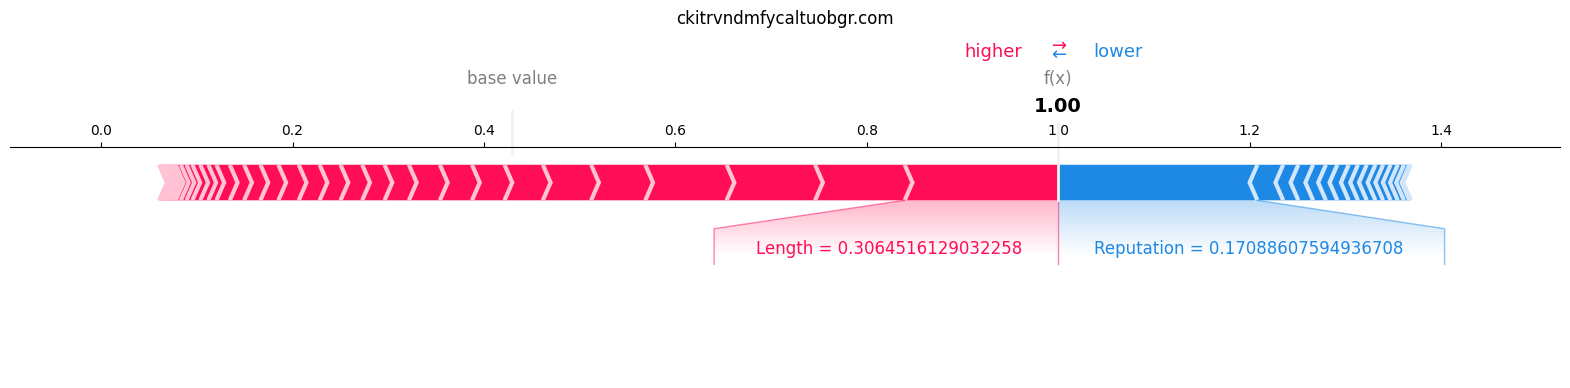 ckitrvndmfycaltuobgr.com
higher ⇄ lower
base value f(x)
1.00
0.0 0.2 0.4 0.6 0.8 1.0 1.2 1.4
Length = 0.3064516129032258 Reputation = 0.17088607594936708